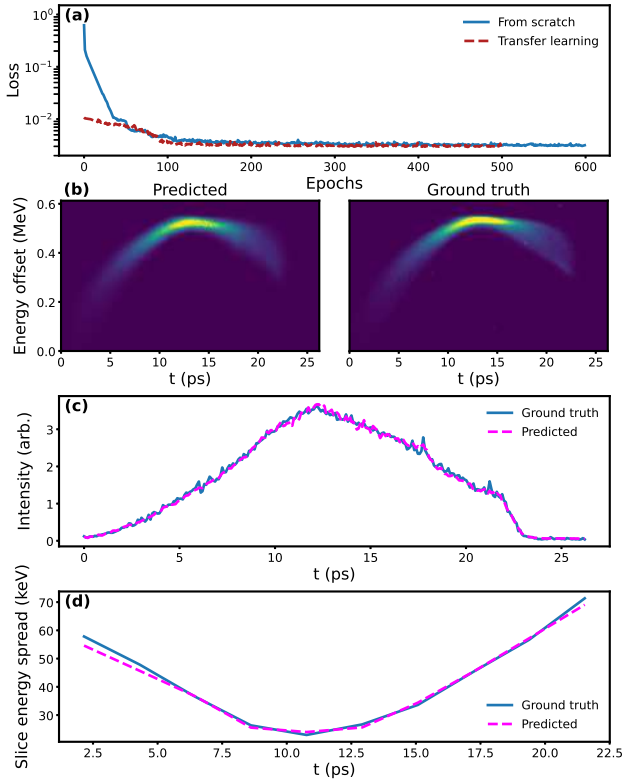 (a)
10⁰
10⁻¹
10⁻²
Loss
From scratch
Transfer learning
0 100 200 300 400 500 600
Epochs
(b)
Predicted
Ground truth
Energy offset (MeV)
0.6
0.4
0.2
0.0
0 5 10 15 20 25
t (ps)
0 5 10 15 20 25
t (ps)
(c)
Intensity (arb.)
3
2
1
0
Ground truth
Predicted
0 5 10 15 20 25
t (ps)
(d)
Slice energy spread (keV)
70
60
50
40
30
Ground truth
Predicted
2.5 5.0 7.5 10.0 12.5 15.0 17.5 20.0 22.5
t (ps)